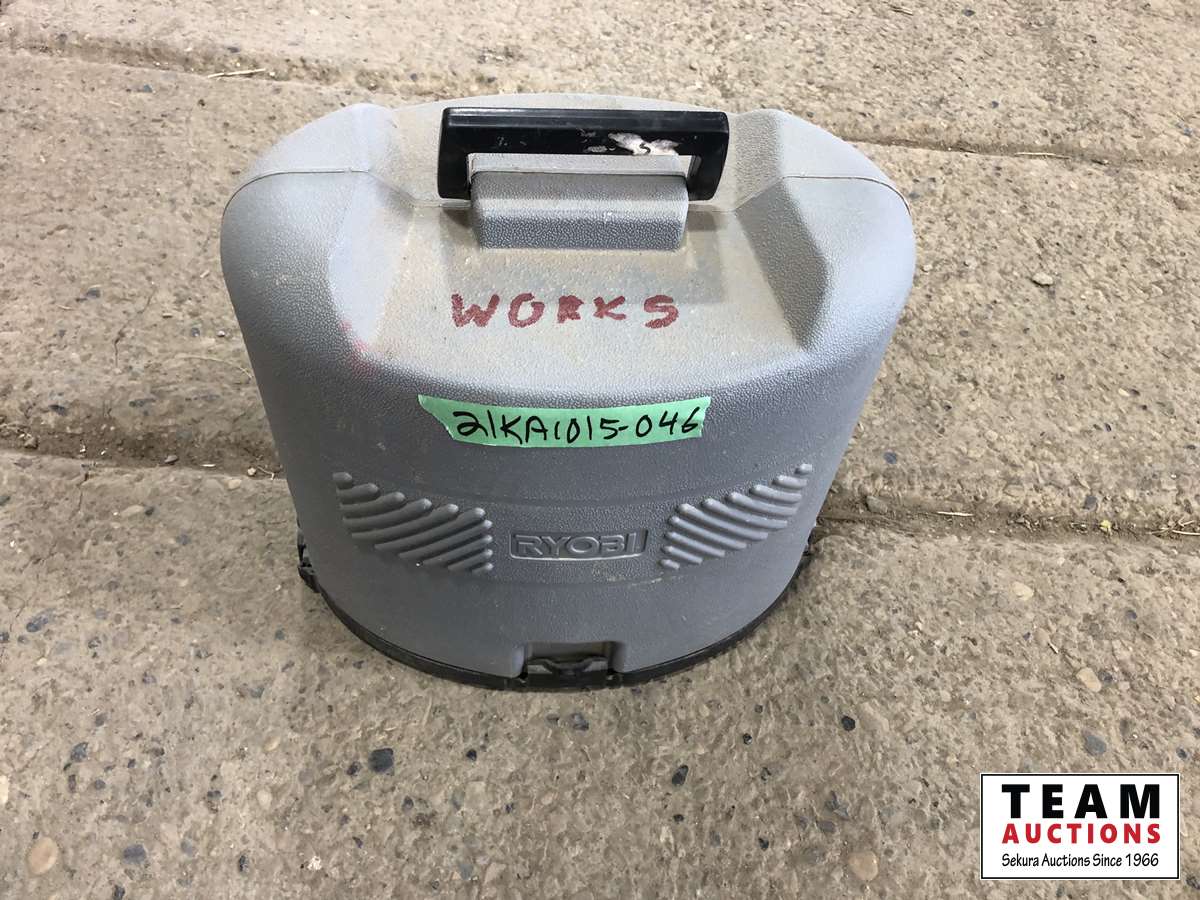 WORKS
21KA1015-046
RYOBI
TEAM
AUCTIONS
Sekura Auctions Since 1966